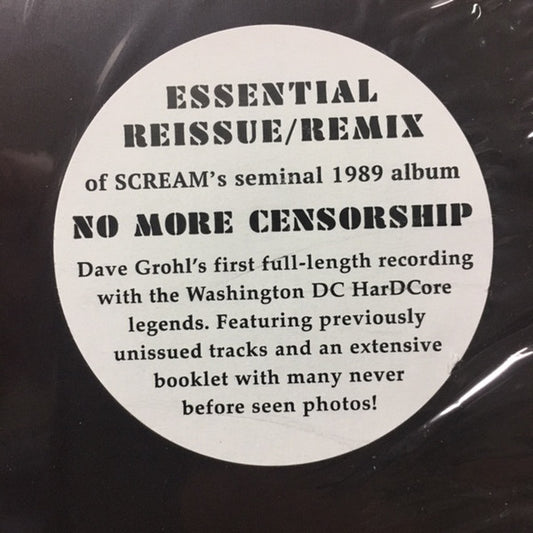 ESSENTIAL
REISSUE/REMIX
of SCREAM's seminal 1989 album
NO MORE CENSORSHIP
Dave Grohl's first full-length recording
with the Washington DC HarDCore
legends. Featuring previously
unissued tracks and an extensive
booklet with many never
before seen photos!